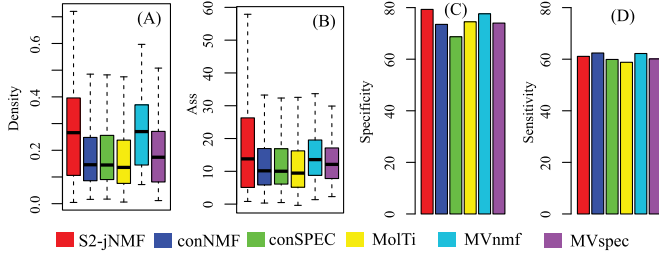 (A)
Density
0.0 0.2 0.4 0.6
(B)
Ass
0 10 20 30 40 50 60
(C)
Specificity
0 20 40 60 80
(D)
Sensitivity
0 20 40 60 80
S2-jNMF conNMF conSPEC MolTi MVnmf MVspec